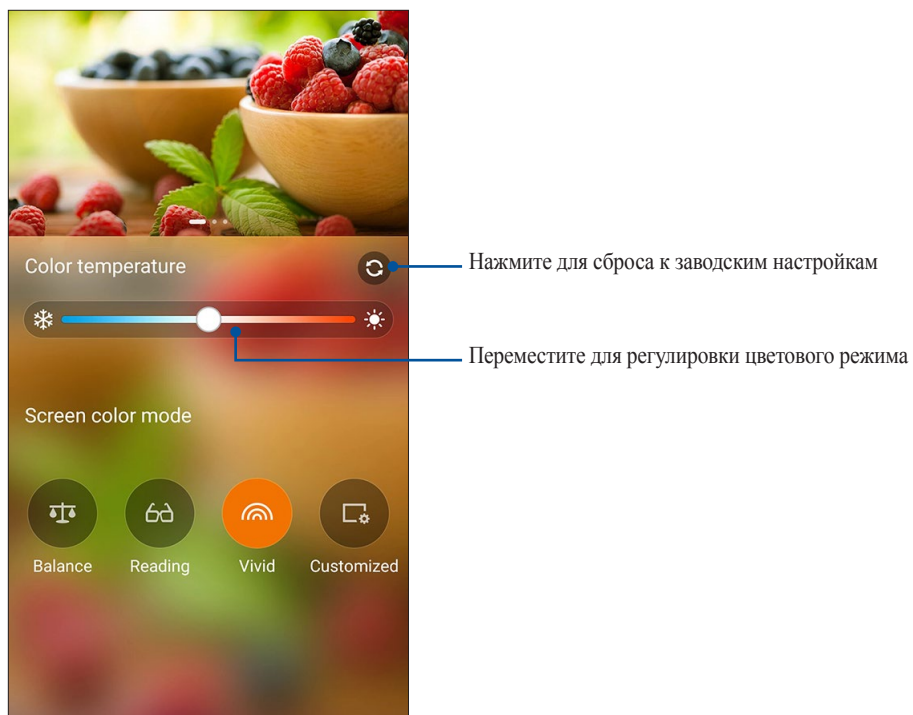 Color temperature
Нажмите для сброса к заводским настройкам
Переместите для регулировки цветового режима
Screen color mode
Balance Reading Vivid Customized